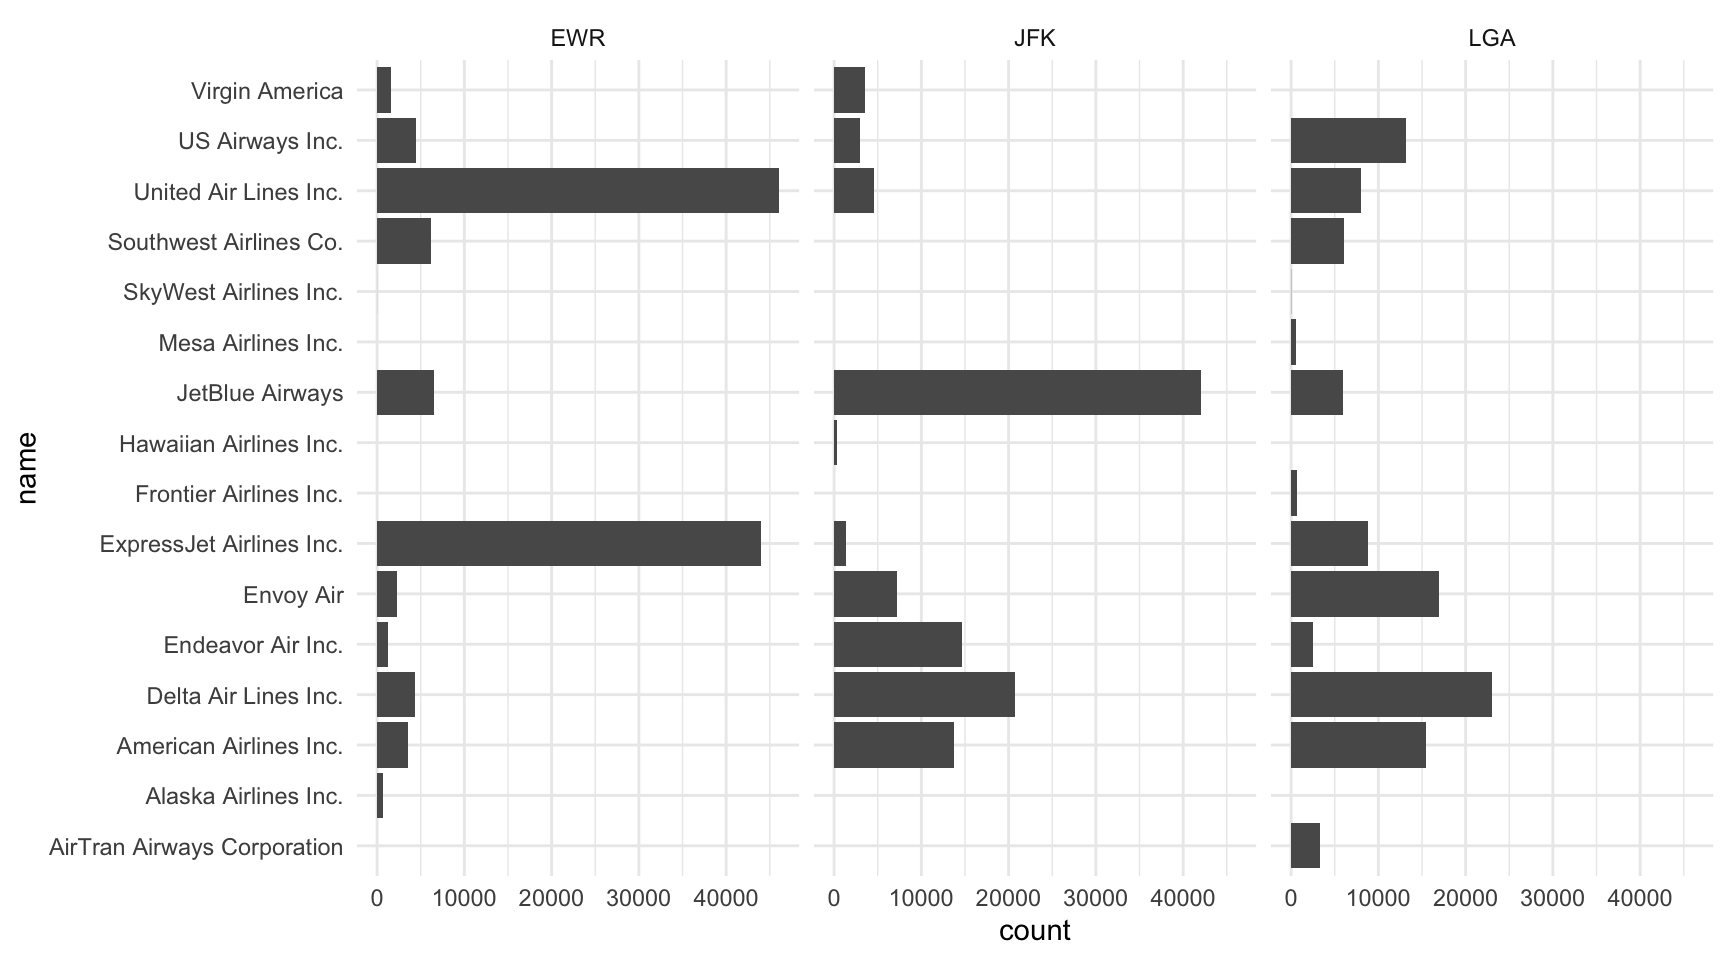 EWR JFK LGA
Virgin America
US Airways Inc.
United Air Lines Inc.
Southwest Airlines Co.
SkyWest Airlines Inc.
Mesa Airlines Inc.
JetBlue Airways
Hawaiian Airlines Inc.
Frontier Airlines Inc.
ExpressJet Airlines Inc.
Envoy Air
Endeavor Air Inc.
Delta Air Lines Inc.
American Airlines Inc.
Alaska Airlines Inc.
AirTran Airways Corporation
name
0 10000 20000 30000 40000 0 10000 20000 30000 40000 0 10000 20000 30000 40000
count